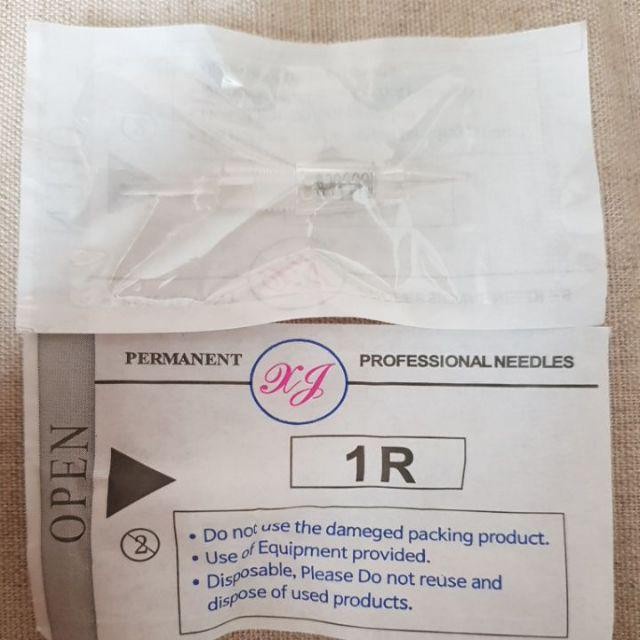 PERMANENT XJ PROFESSIONAL NEEDLES
OPEN
1R
2
• Do not use the dameged packing product.
• Use of Equipment provided.
• Disposable, Please Do not reuse and
dispose of used products.